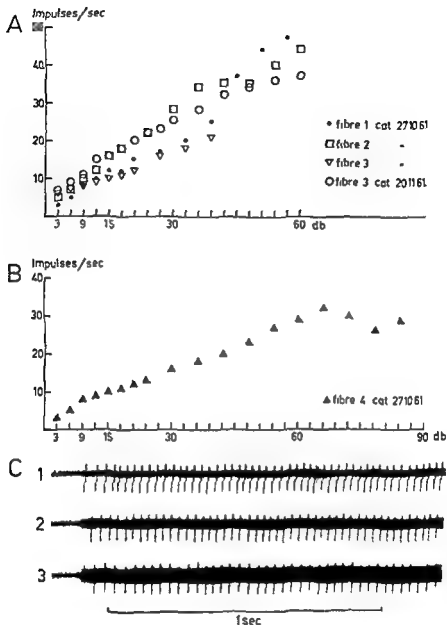 A
Impulses/sec
40
30
20
10
3 9 15 30 60 db
• fibre 1 cat 271061
□ fibre 2 "
▽ fibre 3 "
○ fibre 3 cat 201161
B
Impulses/sec
40
30
20
10
3 9 15 30 60 90 db
▲ fibre 4 cat 271061
C
1
2
3
1sec